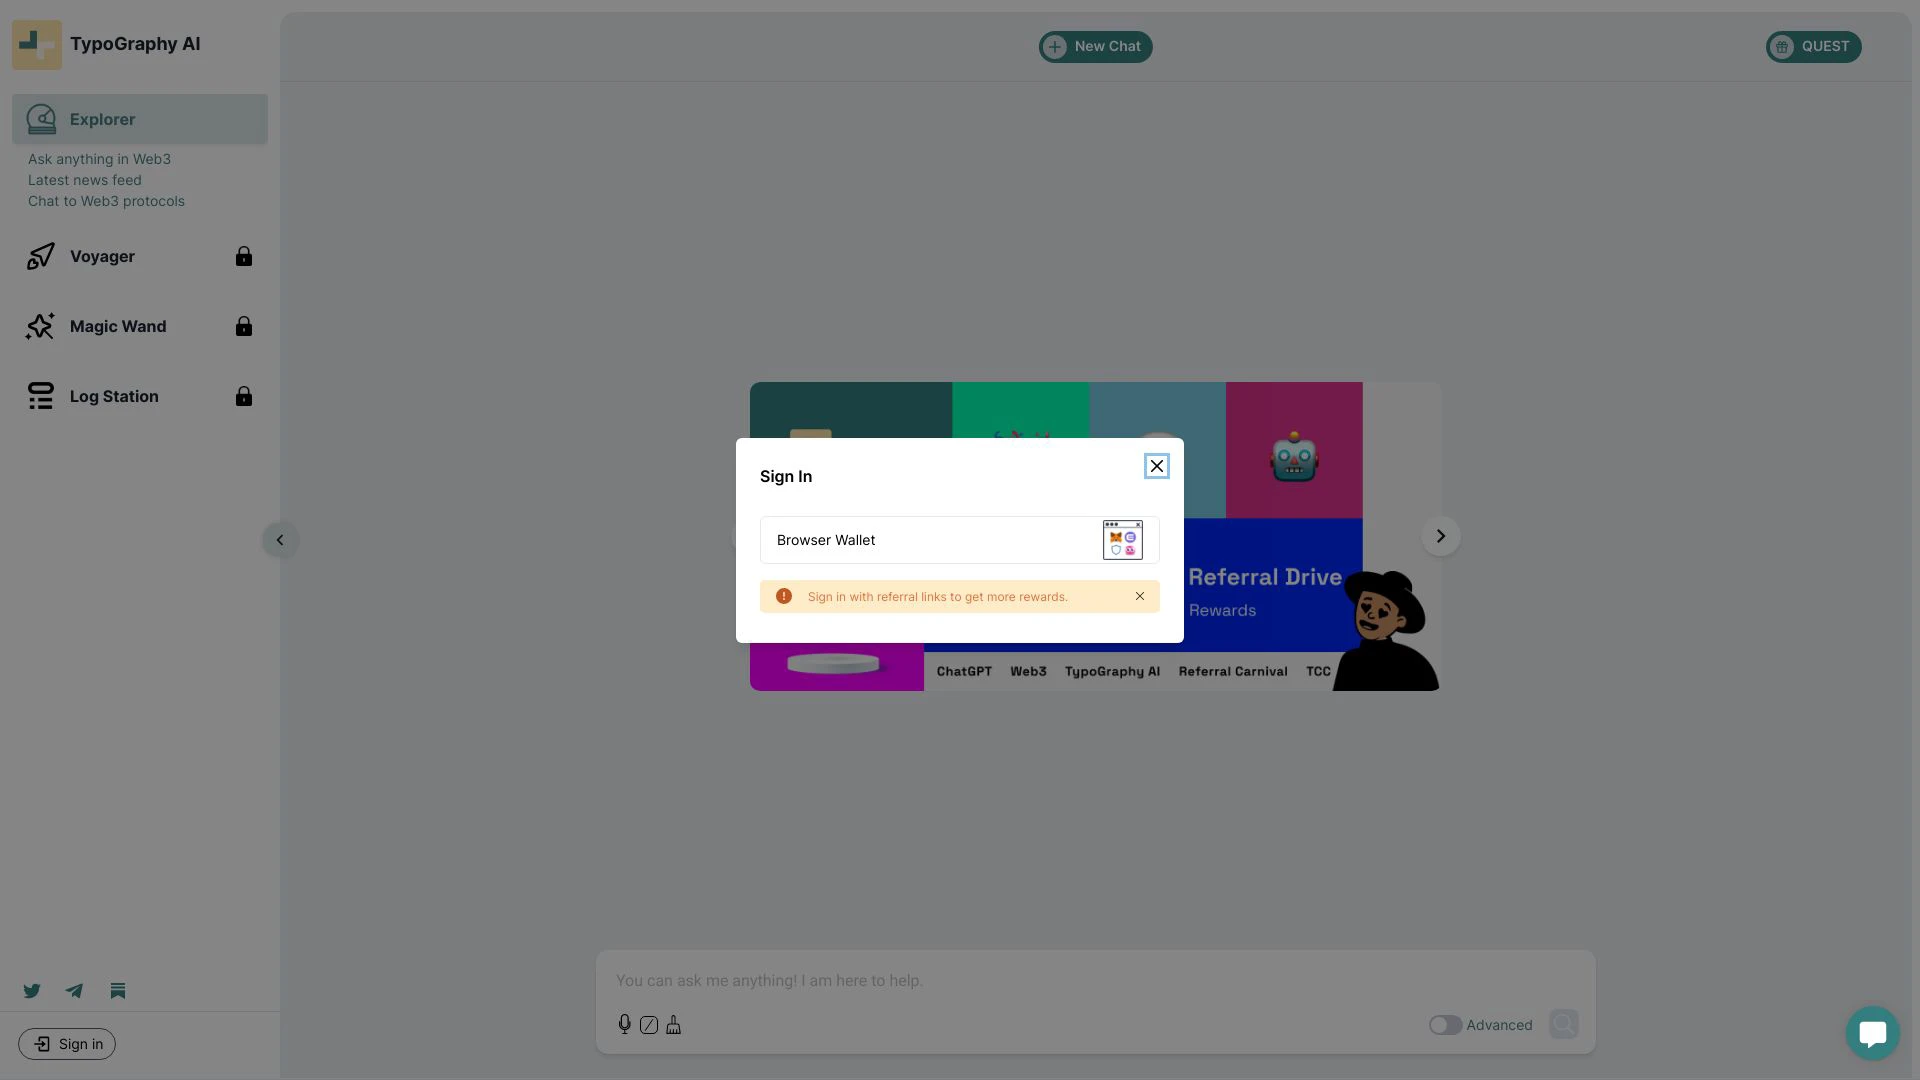 TypoGraphy AI
New Chat
QUEST
Explorer
Ask anything in Web3
Latest news feed
Chat to Web3 protocols
Voyager
Magic Wand
Log Station
Sign In
Browser Wallet
Sign in with referral links to get more rewards.
Referral Drive
Rewards
ChatGPT Web3 TypoGraphy AI Referral Carnival TCC
You can ask me anything! I am here to help.
Advanced
Sign in